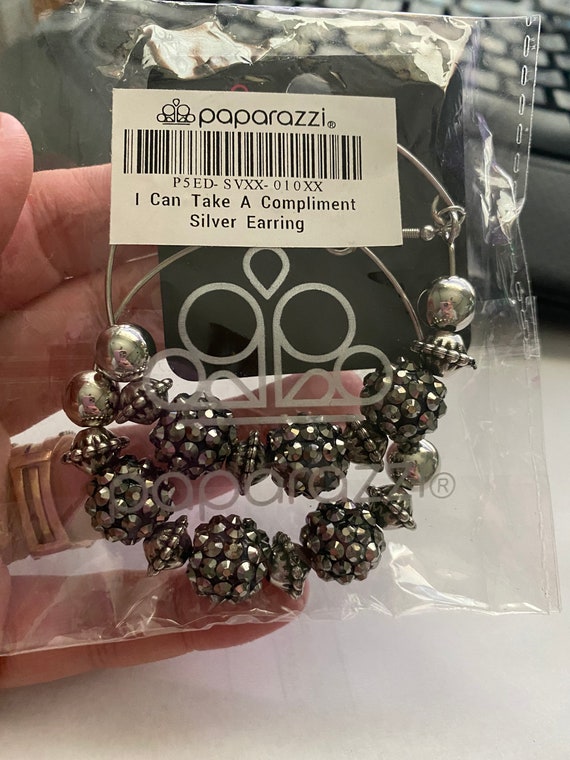 paparazzi®
P5ED-SVXX-010XX
I Can Take A Compliment
Silver Earring
paparazzi®